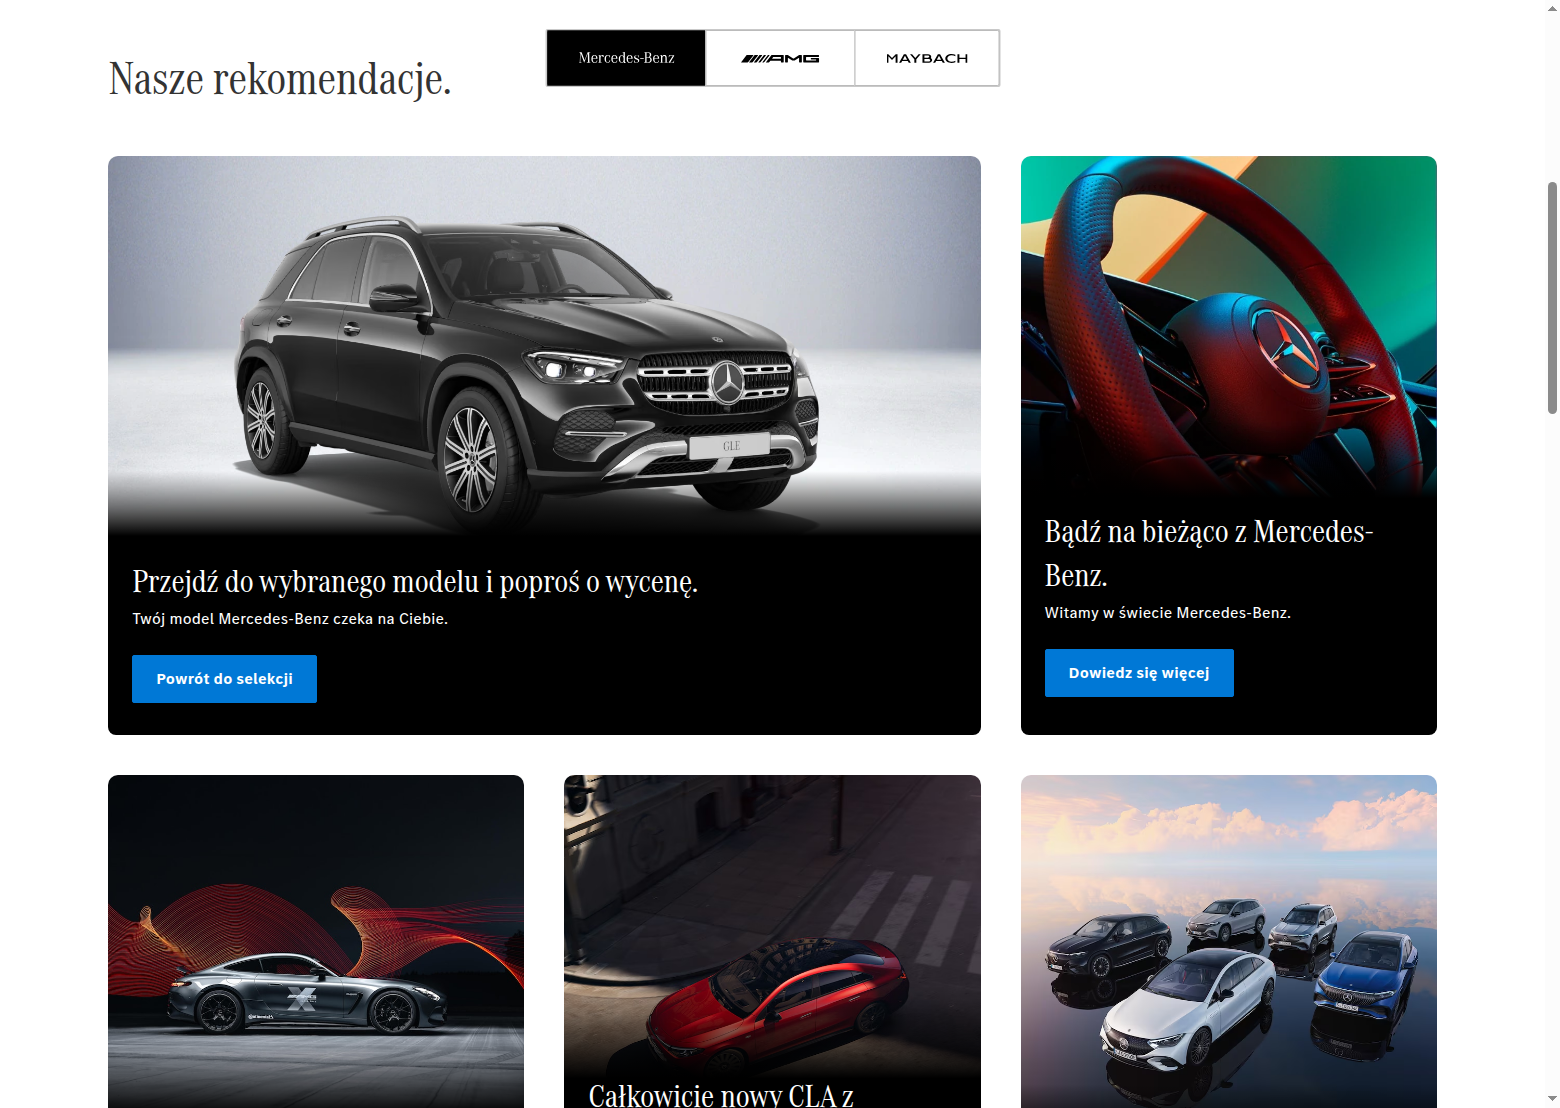 Nasze rekomendacje.
Mercedes-Benz
AMG
MAYBACH
GLE
Przejdź do wybranego modelu i poproś o wycenę.
Twój model Mercedes-Benz czeka na Ciebie.
Powrót do selekcji
Bądź na bieżąco z Mercedes-
Benz.
Witamy w świecie Mercedes-Benz.
Dowiedz się więcej
Całkowicie nowy CLA z